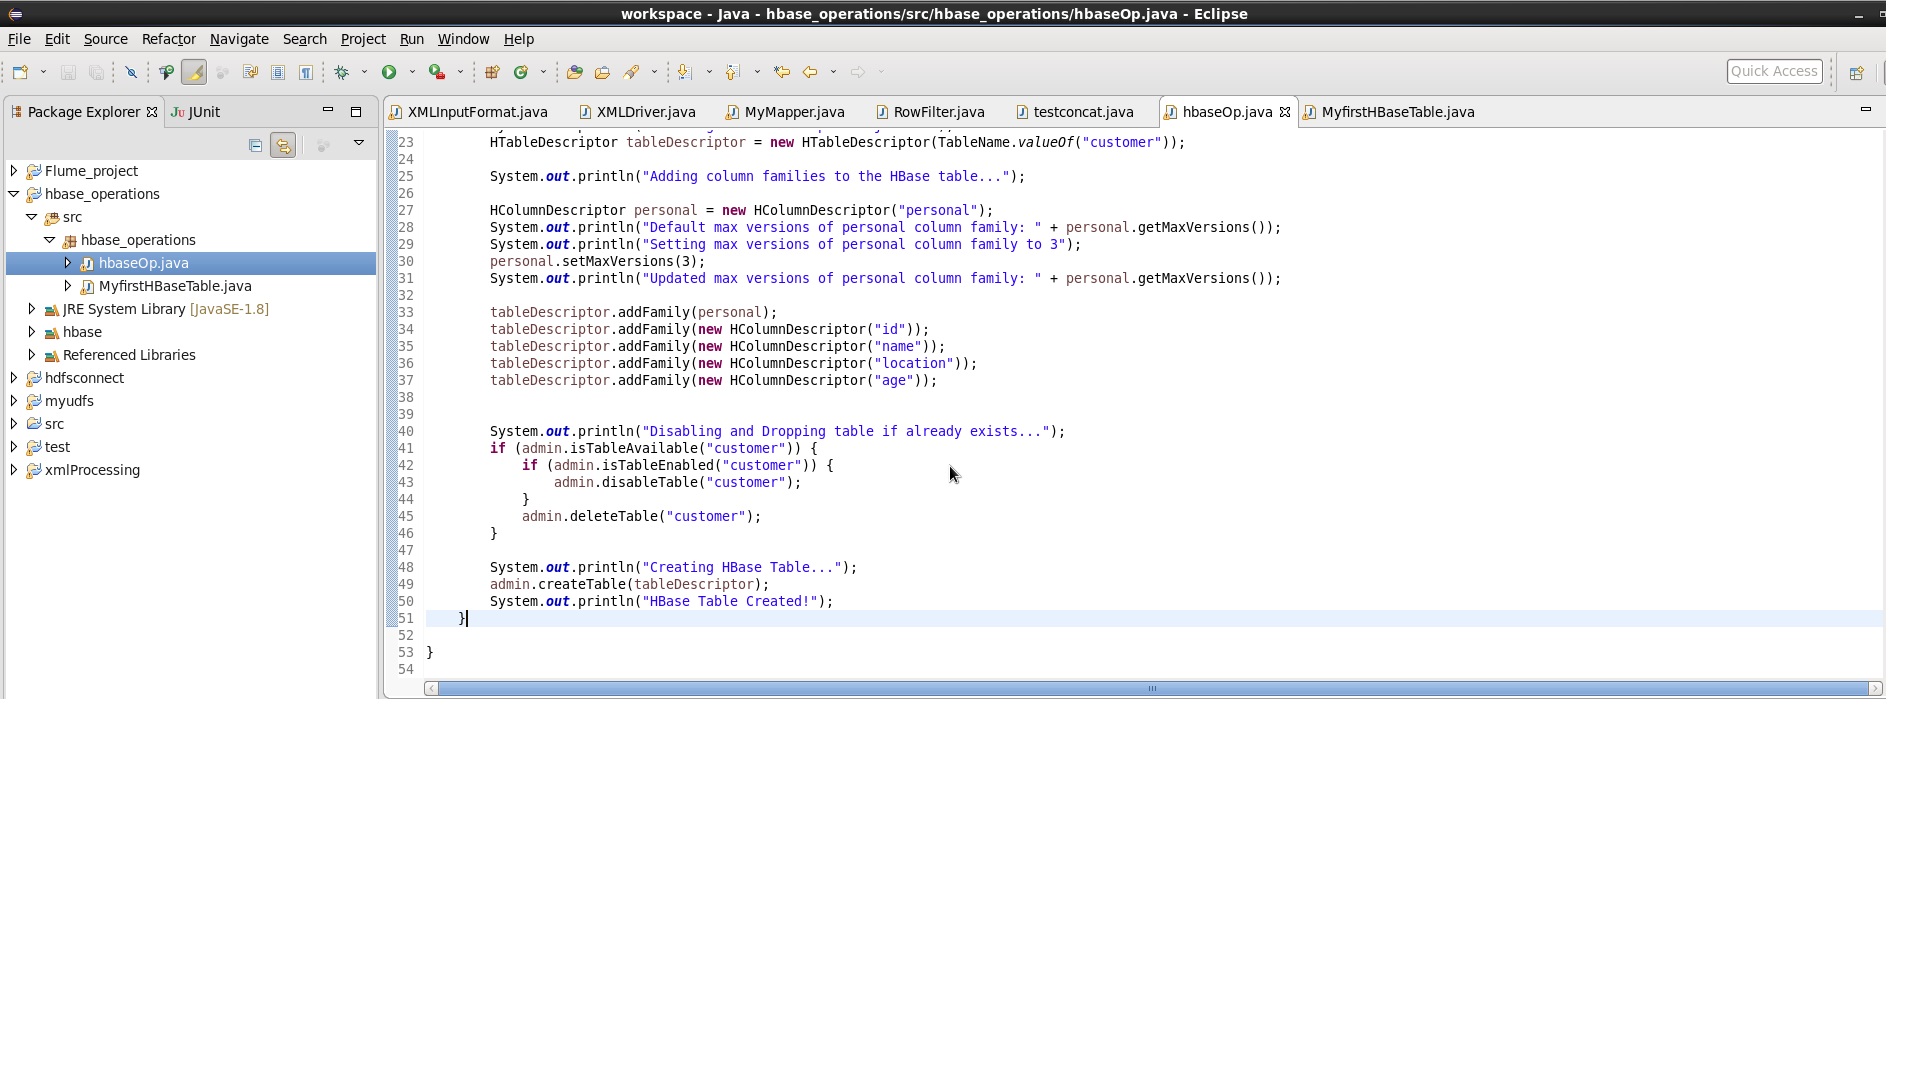 workspace - Java - hbase_operations/src/hbase_operations/hbaseOp.java - Eclipse
File Edit Source Refactor Navigate Search Project Run Window Help
Quick Access
Package Explorer JUnit
XMLInputFormat.java XMLDriver.java MyMapper.java RowFilter.java testconcat.java hbaseOp.java MyfirstHBaseTable.java
Flume_project
hbase_operations
src
hbase_operations
hbaseOp.java
MyfirstHBaseTable.java
JRE System Library [JavaSE-1.8]
hbase
Referenced Libraries
hdfsconnect
myudfs
src
test
xmlProcessing
23 HTableDescriptor tableDescriptor = new HTableDescriptor(TableName.valueOf("customer"));
24
25 System.out.println("Adding column families to the HBase table...");
26
27 HColumnDescriptor personal = new HColumnDescriptor("personal");
28 System.out.println("Default max versions of personal column family: " + personal.getMaxVersions());
29 System.out.println("Setting max versions of personal column family to 3");
30 personal.setMaxVersions(3);
31 System.out.println("Updated max versions of personal column family: " + personal.getMaxVersions());
32
33 tableDescriptor.addFamily(personal);
34 tableDescriptor.addFamily(new HColumnDescriptor("id"));
35 tableDescriptor.addFamily(new HColumnDescriptor("name"));
36 tableDescriptor.addFamily(new HColumnDescriptor("location"));
37 tableDescriptor.addFamily(new HColumnDescriptor("age"));
38
39
40 System.out.println("Disabling and Dropping table if already exists...");
41 if (admin.isTableAvailable("customer")) {
42 if (admin.isTableEnabled("customer")) {
43 admin.disableTable("customer");
44 }
45 admin.deleteTable("customer");
46 }
47
48 System.out.println("Creating HBase Table...");
49 admin.createTable(tableDescriptor);
50 System.out.println("HBase Table Created!");
51 }
52
53 }
54